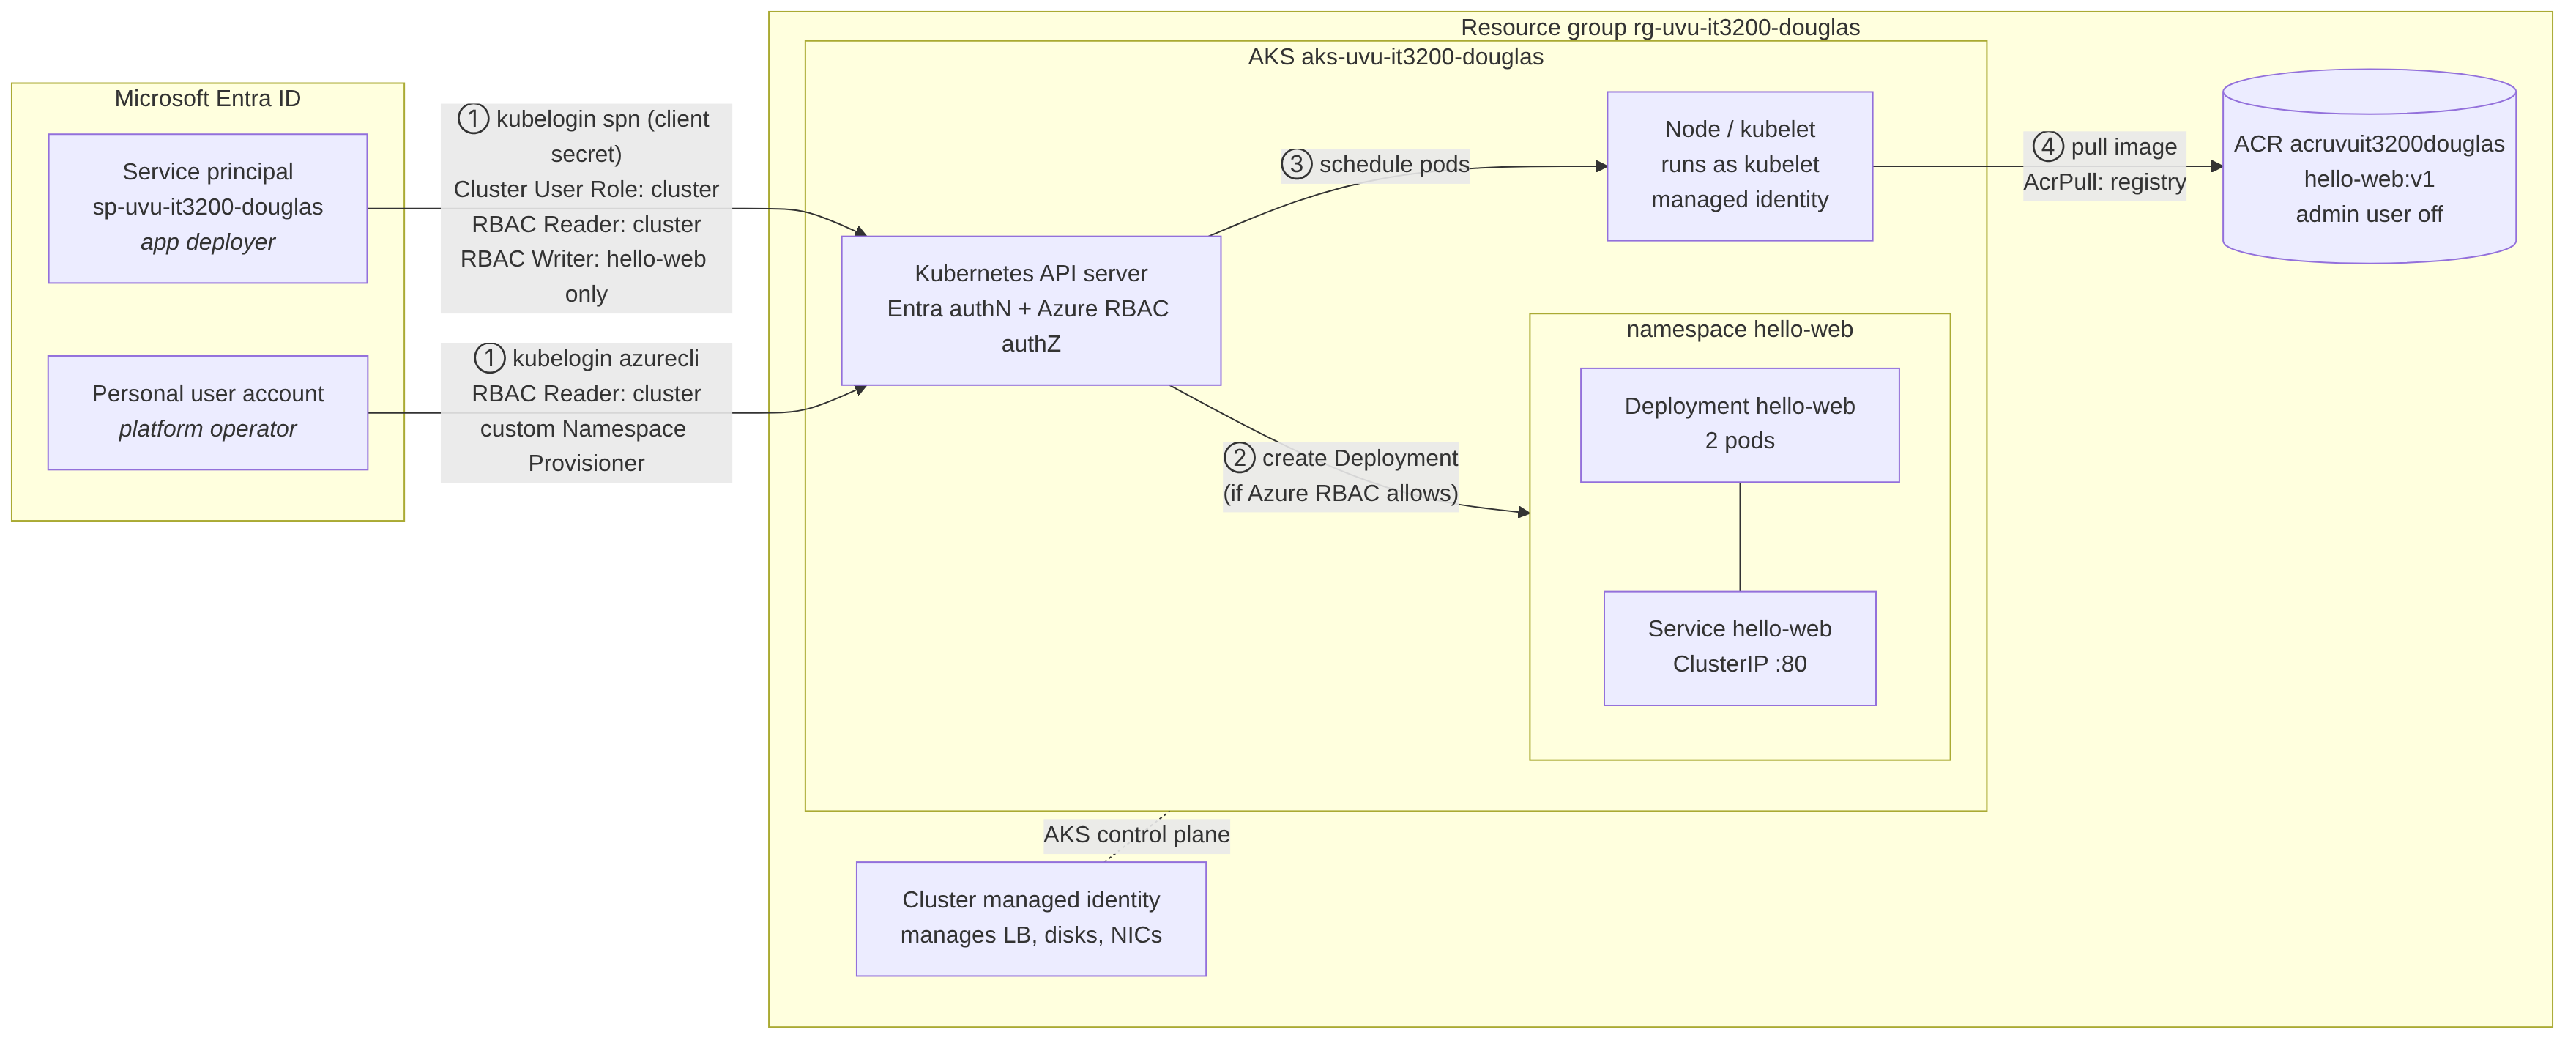 Resource group rg-uvu-it3200-douglas
AKS aks-uvu-it3200-douglas
Microsoft Entra ID
Service principal
sp-uvu-it3200-douglas
app deployer
① kubelogin spn (client
secret)
Cluster User Role: cluster
RBAC Reader: cluster
RBAC Writer: hello-web
only
Personal user account
platform operator
① kubelogin azurecli
RBAC Reader: cluster
custom Namespace
Provisioner
Kubernetes API server
Entra authN + Azure RBAC
authZ
③ schedule pods
Node / kubelet
runs as kubelet
managed identity
④ pull image
AcrPull: registry
ACR acruvuit3200douglas
hello-web:v1
admin user off
② create Deployment
(if Azure RBAC allows)
namespace hello-web
Deployment hello-web
2 pods
Service hello-web
ClusterIP :80
AKS control plane
Cluster managed identity
manages LB, disks, NICs